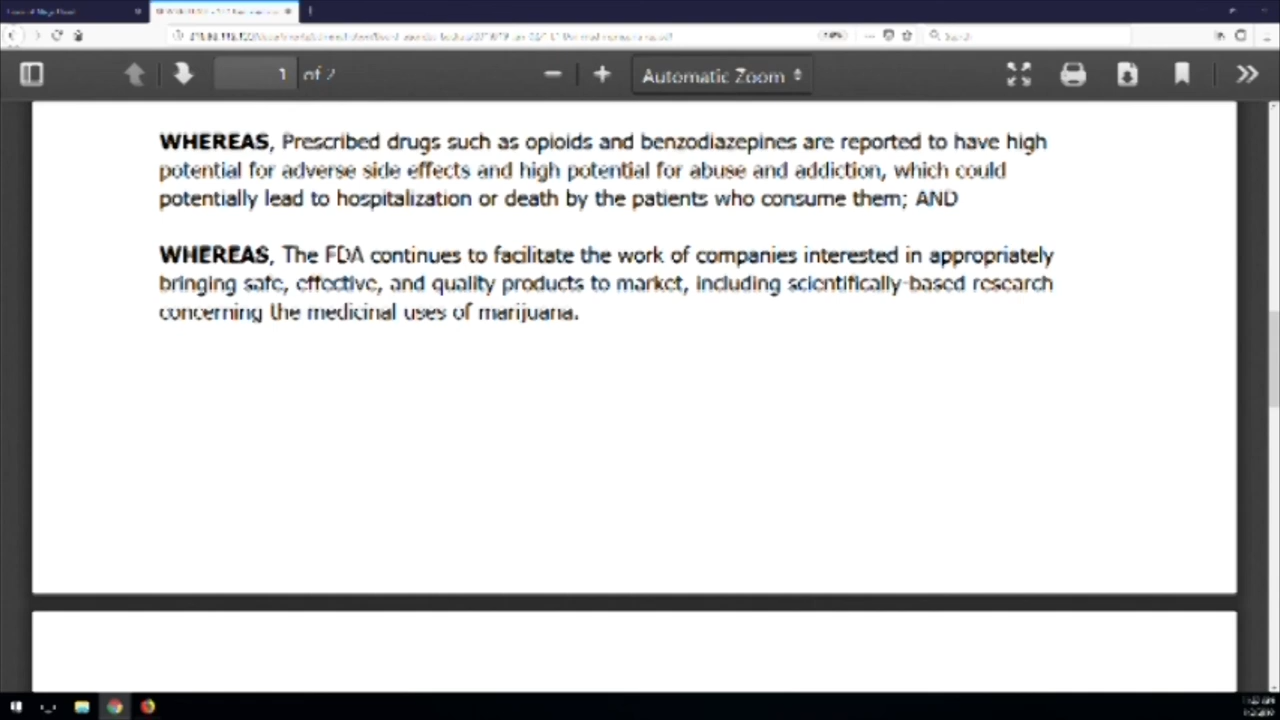 1 of 2
Automatic Zoom
WHEREAS, Prescribed drugs such as opioids and benzodiazepines are reported to have high
potential for adverse side effects and high potential for abuse and addiction, which could
potentially lead to hospitalization or death by the patients who consume them; AND
WHEREAS, The FDA continues to facilitate the work of companies interested in appropriately
bringing safe, effective, and quality products to market, including scientifically-based research
concerning the medicinal uses of marijuana.